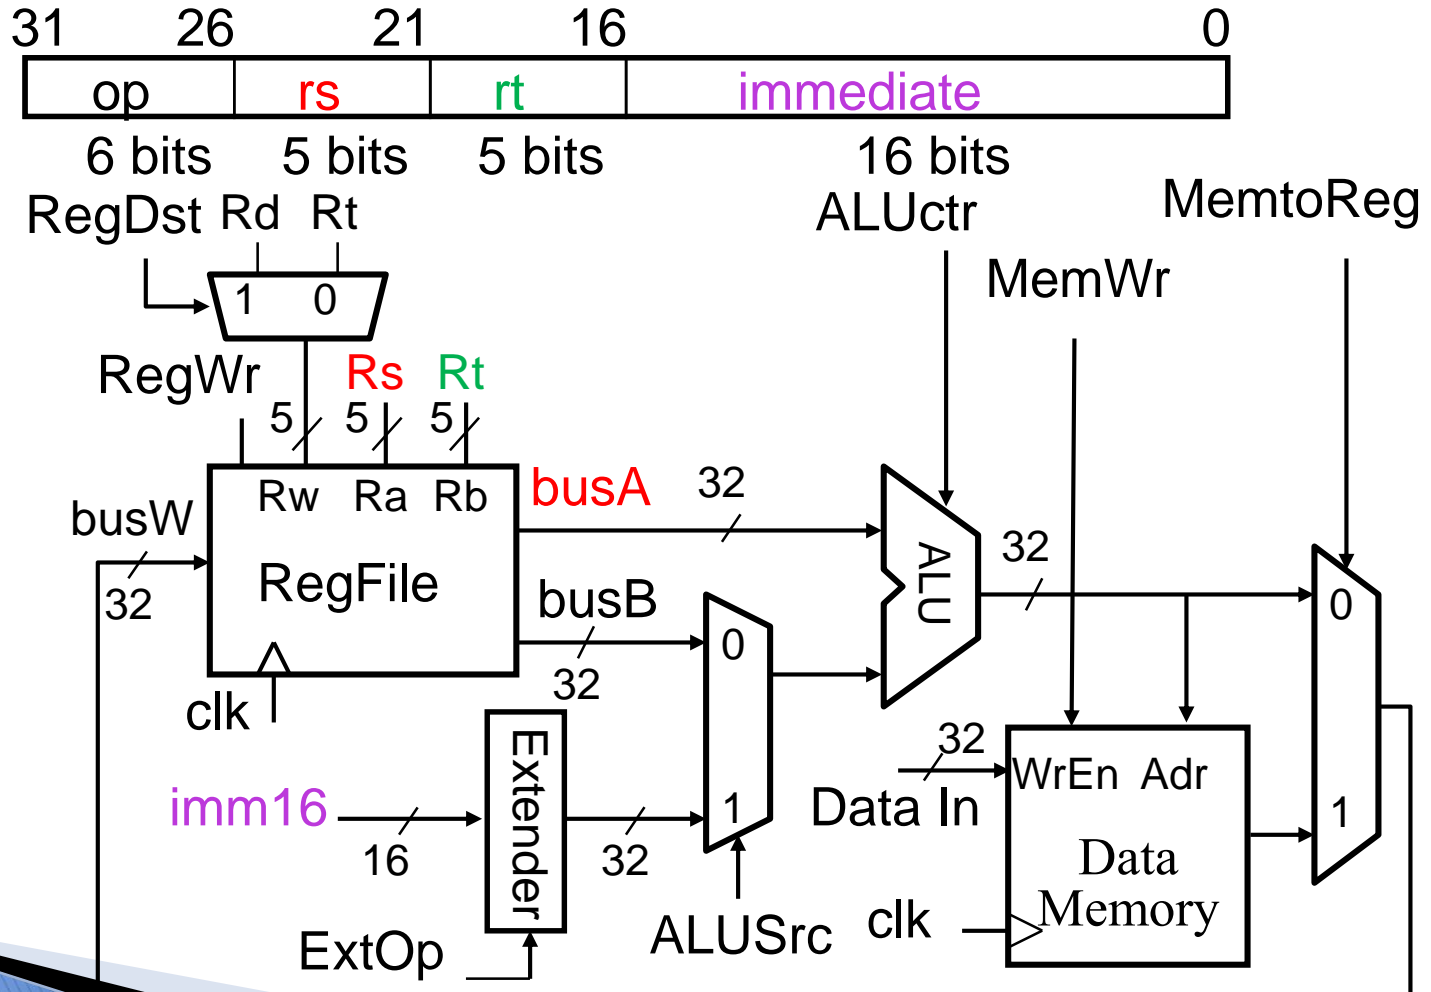 31 26 21 16 0
op rs rt immediate
6 bits 5 bits 5 bits 16 bits
RegDst Rd Rt ALUctr MemtoReg
MemWr
1 0
RegWr Rs Rt
5 5 5
Rw Ra Rb busA 32
busW
RegFile ALU 32
32 busB 0 0
32
clk
Extender 32
WrEn Adr
imm16 1 Data In 1
16 32 Data
Memory
ExtOp ALUSrc clk